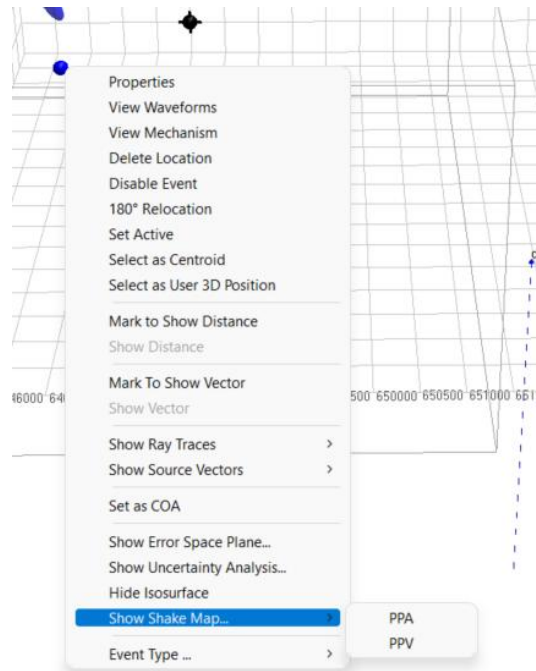 Properties
View Waveforms
View Mechanism
Delete Location
Disable Event
180° Relocation
Set Active
Select as Centroid
Select as User 3D Position
Mark to Show Distance
Show Distance
Mark To Show Vector
Show Vector
Show Ray Traces
Show Source Vectors
Set as COA
Show Error Space Plane...
Show Uncertainty Analysis...
Hide Isosurface
Show Shake Map...
PPA
PPV
Event Type ...
650000 650500 651000